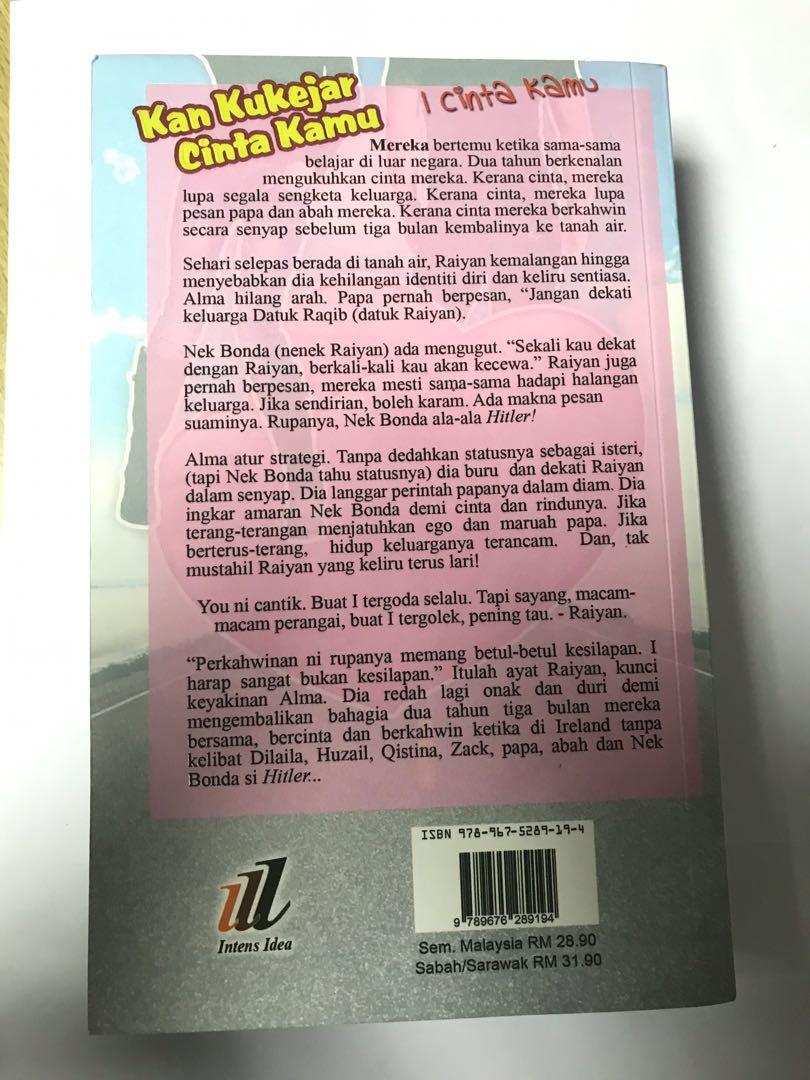 Kan Kukejar
Cinta Kamu
I Cinta Kamu
Mereka bertemu ketika sama-sama
belajar di luar negara. Dua tahun berkenalan
mengukuhkan cinta mereka. Kerana cinta, mereka
lupa segala sengketa keluarga. Kerana cinta, mereka lupa
pesan papa dan abah mereka. Kerana cinta mereka berkahwin
secara senyap sebelum tiga bulan kembalinya ke tanah air.
Sehari selepas berada di tanah air, Raiyan kemalangan hingga
menyebabkan dia kehilangan identiti diri dan keliru sentiasa.
Alma hilang arah. Papa pernah berpesan, “Jangan dekati
keluarga Datuk Raqib (datuk Raiyan).
Nek Bonda (nenek Raiyan) ada mengugut. “Sekali kau dekat
dengan Raiyan, berkali-kali kau akan kecewa.” Raiyan juga
pernah berpesan, mereka mesti sama-sama hadapi halangan
keluarga. Jika sendirian, boleh karam. Ada makna pesan
suaminya. Rupanya, Nek Bonda ala-ala Hitler!
Alma atur strategi. Tanpa dedahkan statusnya sebagai isteri,
(tapi Nek Bonda tahu statusnya) dia buru dan dekati Raiyan
dalam senyap. Dia langgar perintah papanya dalam diam. Dia
ingkar amaran Nek Bonda demi cinta dan rindunya. Jika
terang-terangan menjatuhkan ego dan maruah papa. Jika
berterus-terang, hidup keluarganya terancam. Dan, tak
mustahil Raiyan yang keliru terus lari!
You ni cantik. Buat I tergoda selalu. Tapi sayang, macam-
macam perangai, buat I tergolek, pening tau. - Raiyan.
“Perkahwinan ni rupanya memang betul-betul kesilapan. I
harap sangat bukan kesilapan.” Itulah ayat Raiyan, kunci
keyakinan Alma. Dia redah lagi onak dan duri demi
mengembalikan bahagia dua tahun tiga bulan mereka
bersama, bercinta dan berkahwin ketika di Ireland tanpa
kelibat Dilaila, Huzail, Qistina, Zack, papa, abah dan Nek
Bonda si Hitler...
ISBN 978-967-5289-19-4
9 789676 289194
Intens Idea
Sem. Malaysia RM 28.90
Sabah/Sarawak RM 31.90